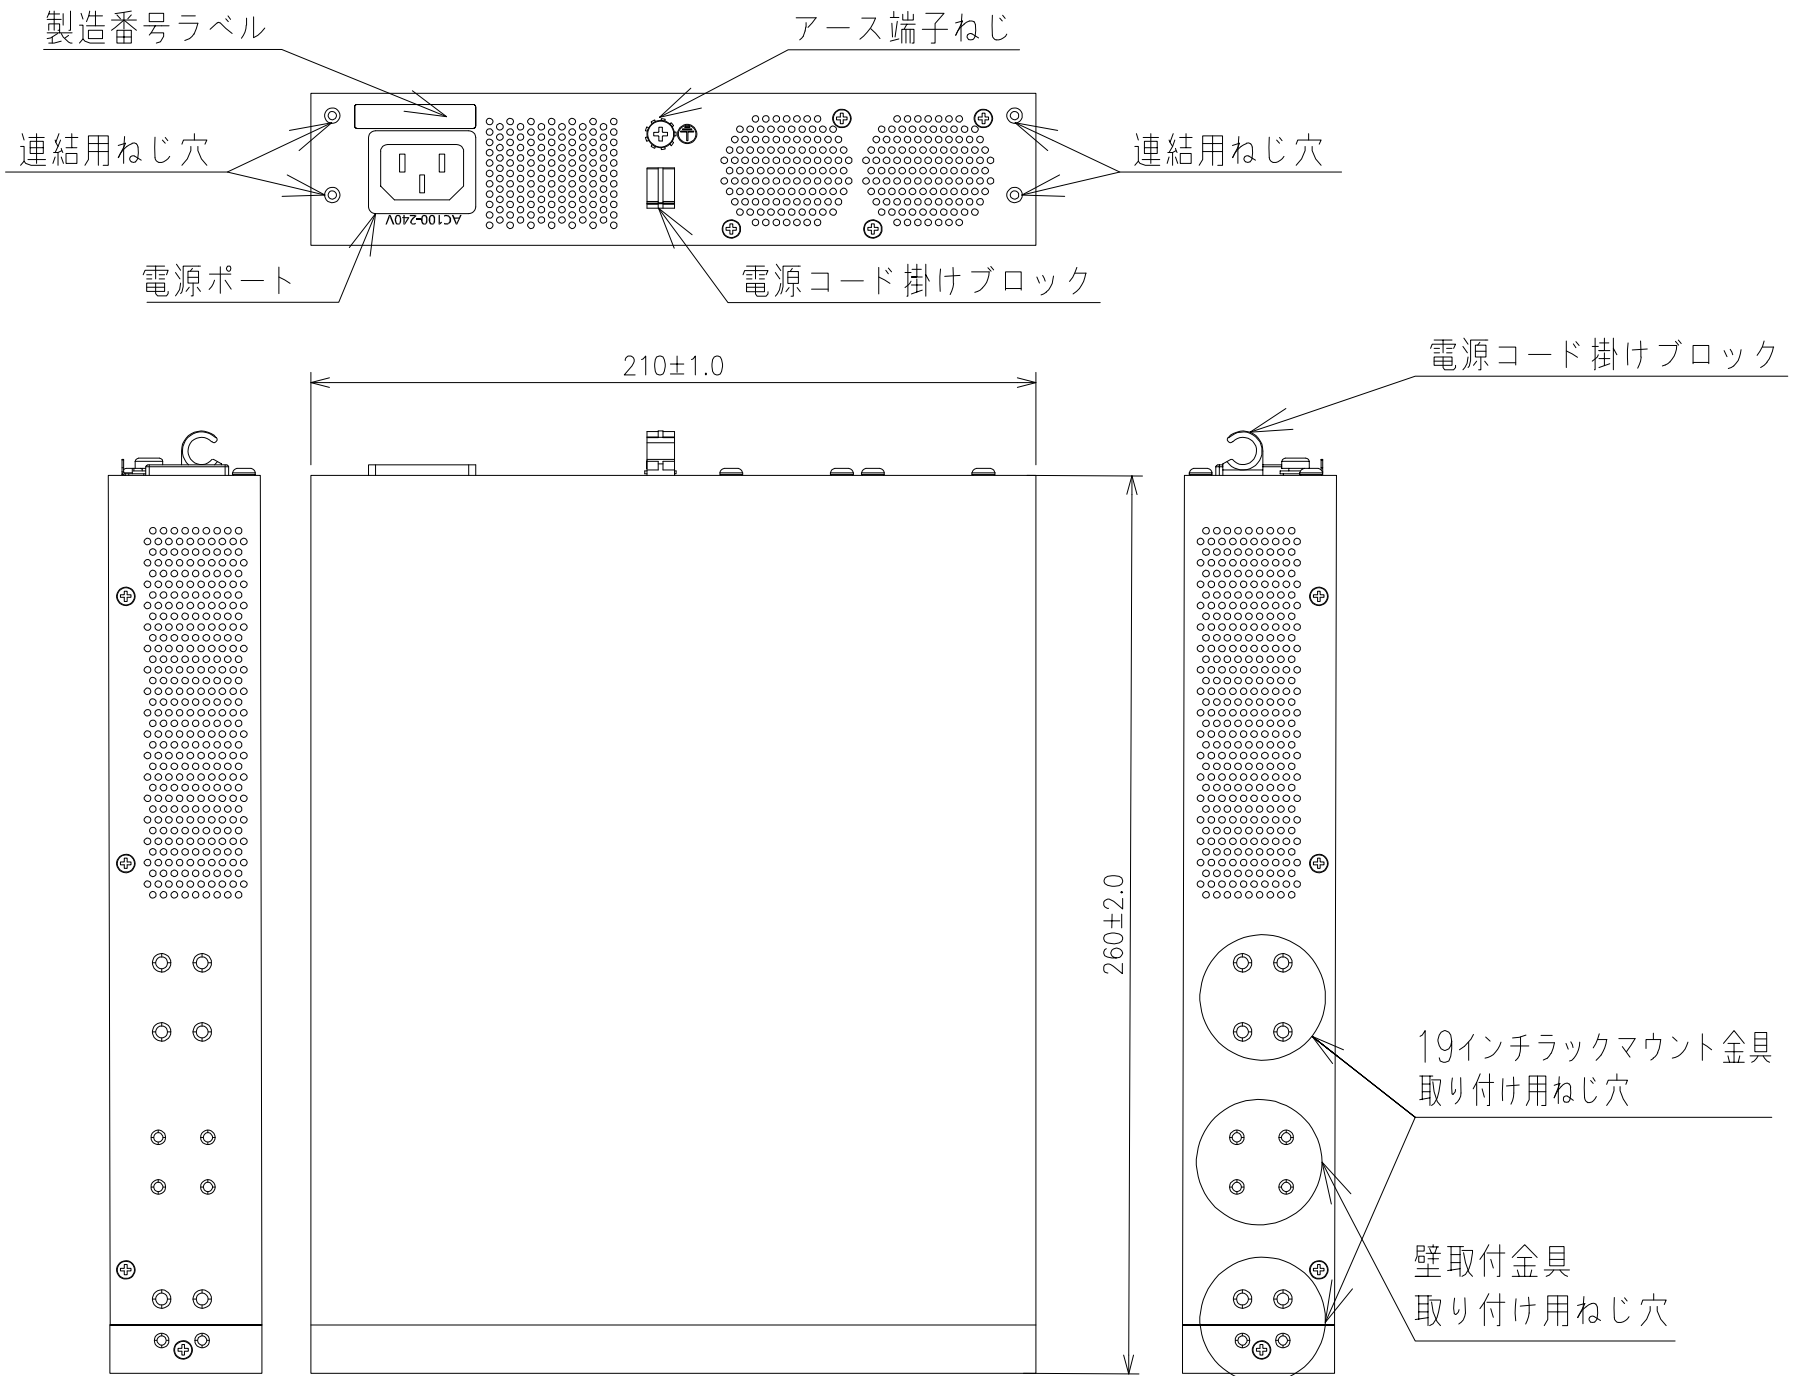 製造番号ラベル
アース端子ねじ
連結用ねじ穴
連結用ねじ穴
AC100-240V
電源ポート
電源コード掛けブロック
電源コード掛けブロック
210±1.0
260±2.0
19インチラックマウント金具
取り付け用ねじ穴
壁取付金具
取り付け用ねじ穴